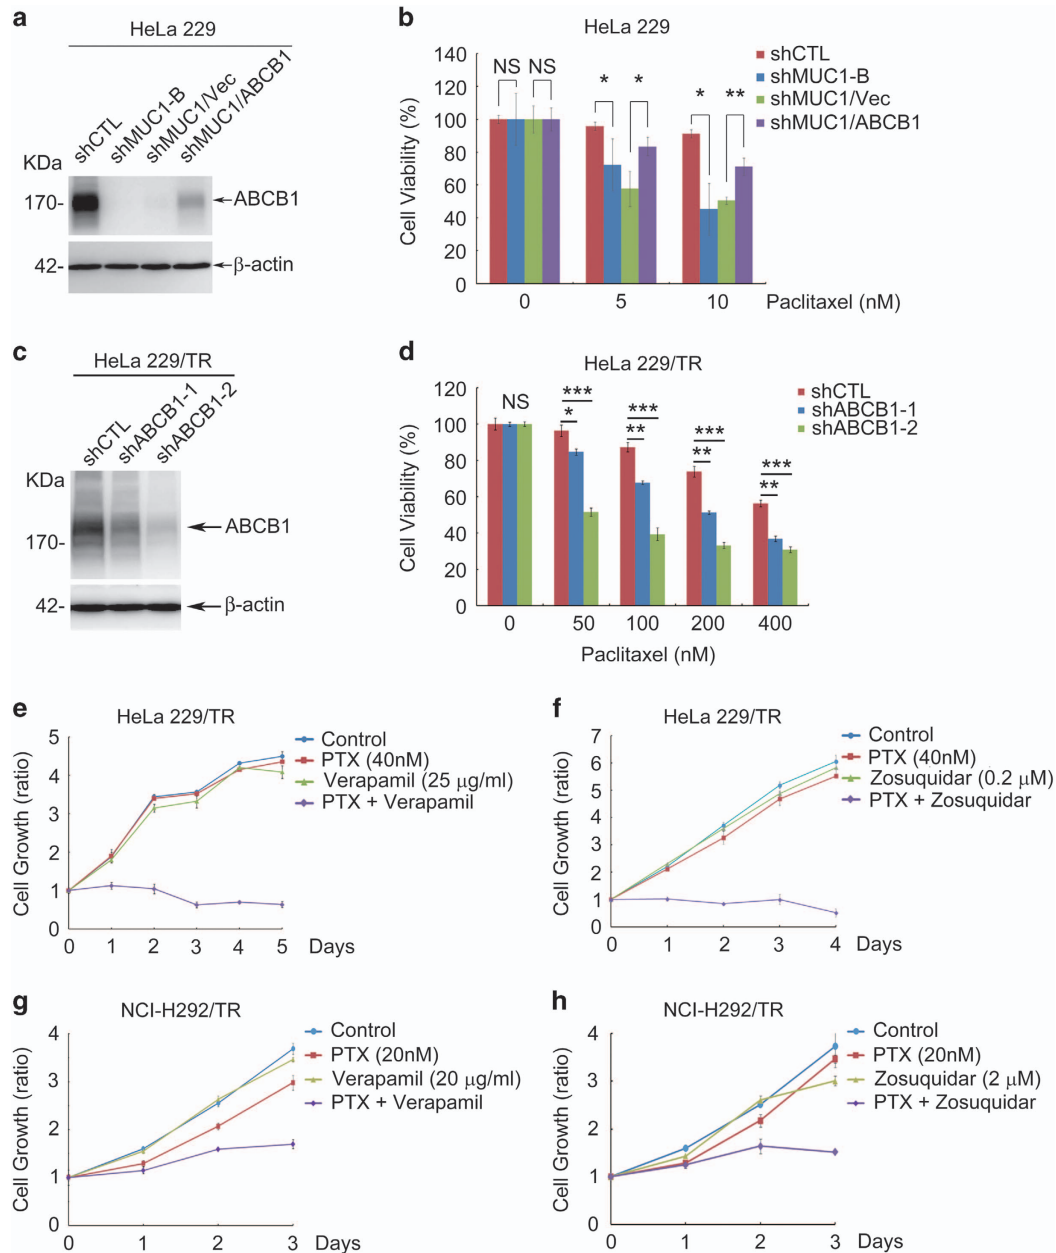 a
HeLa 229
shCTL
shMUC1-B
shMUC1/Vec
shMUC1/ABCB1
KDa
170-
ABCB1
42-
β-actin
b
HeLa 229
Cell Viability (%)
140
120
100
80
60
40
20
0
NS NS
* *
* **
shCTL
shMUC1-B
shMUC1/Vec
shMUC1/ABCB1
0 5 10 Paclitaxel (nM)
c
HeLa 229/TR
shCTL
shABCB1-1
shABCB1-2
KDa
ABCB1
170-
42-
β-actin
d
HeLa 229/TR
Cell Viability (%)
120
100
80
60
40
20
0
NS
***
*
***
**
***
**
***
**
shCTL
shABCB1-1
shABCB1-2
0 50 100 200 400
Paclitaxel (nM)
e
HeLa 229/TR
Cell Growth (ratio)
5
4
3
2
1
0
Control
PTX (40nM)
Verapamil (25 μg/ml)
PTX + Verapamil
0 1 2 3 4 5 Days
f
HeLa 229/TR
Cell Growth (ratio)
7
6
5
4
3
2
1
0
Control
PTX (40nM)
Zosuquidar (0.2 μM)
PTX + Zosuquidar
0 1 2 3 4 Days
g
NCI-H292/TR
Cell Growth (ratio)
4
3
2
1
0
Control
PTX (20nM)
Verapamil (20 μg/ml)
PTX + Verapamil
0 1 2 3 Days
h
NCI-H292/TR
Cell Growth (ratio)
4
3
2
1
0
Control
PTX (20nM)
Zosuquidar (2 μM)
PTX + Zosuquidar
0 1 2 3 Days